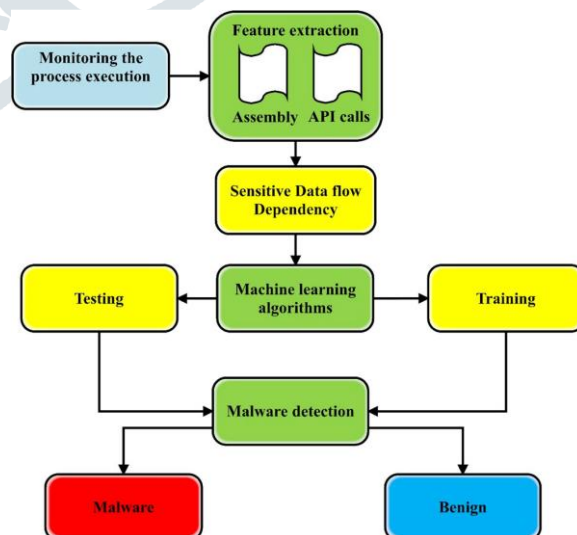 Feature extraction
Monitoring the
process execution
Assembly
API calls
Sensitive Data flow
Dependency
Testing
Machine learning
algorithms
Training
Malware detection
Malware
Benign